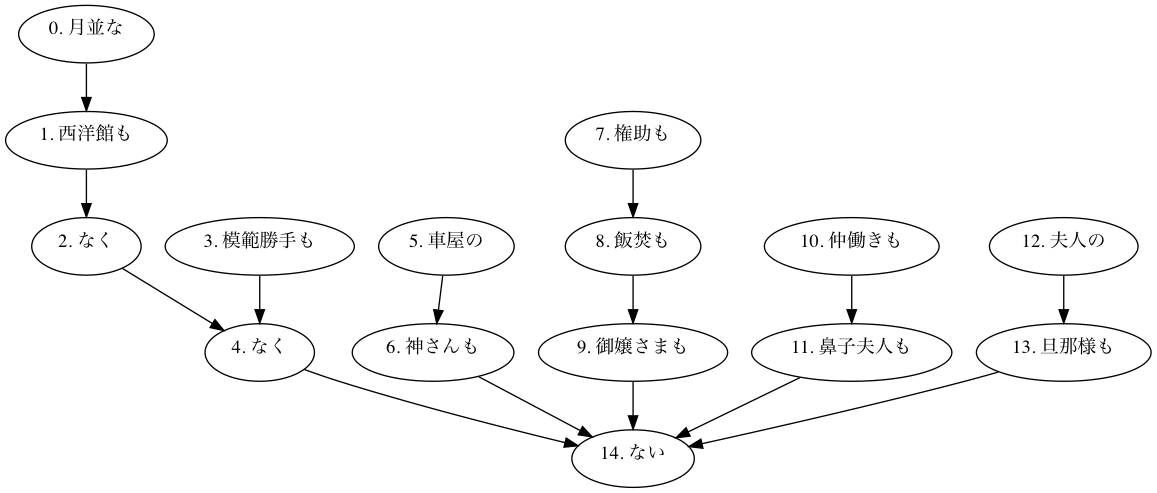 0. 月並な
1. 西洋館も
7. 権助も
2. なく
3. 模範勝手も
5. 車屋の
8. 飯焚も
10. 仲働きも
12. 夫人の
4. なく
6. 神さんも
9. 御嬢さまも
11. 鼻子夫人も
13. 旦那様も
14. ない